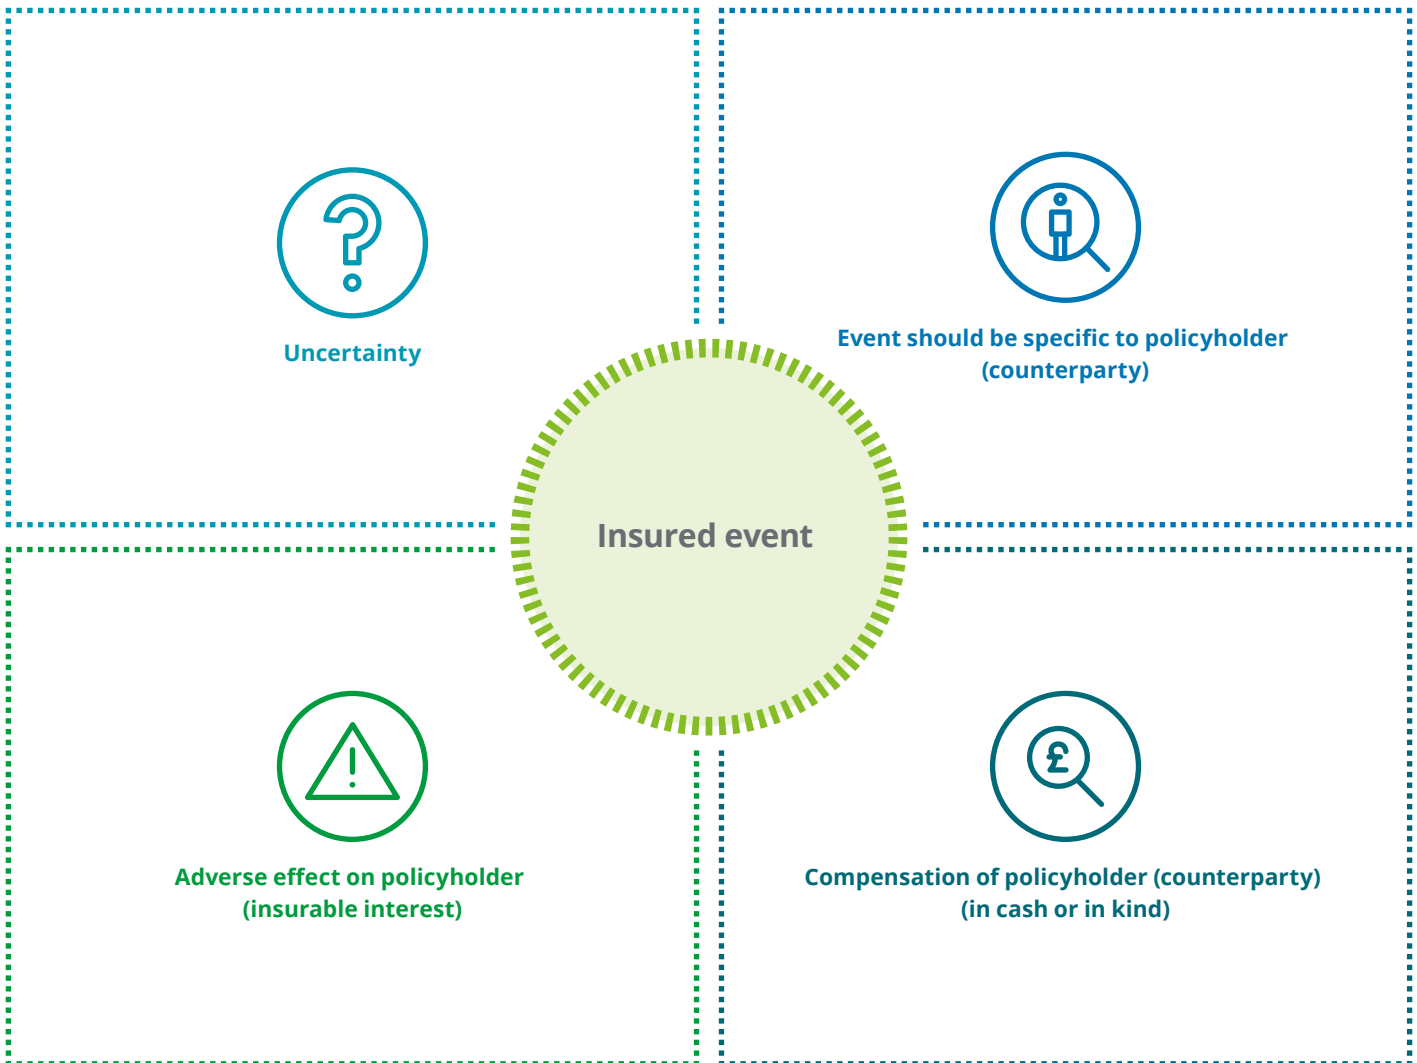 Uncertainty
Event should be specific to policyholder
(counterparty)
Insured event
Adverse effect on policyholder
(insurable interest)
£
Compensation of policyholder (counterparty)
(in cash or in kind)